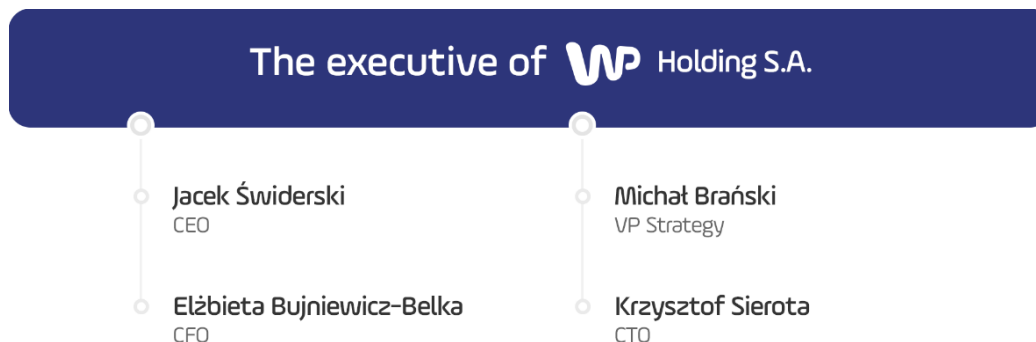 The executive of WP Holding S.A.
Jacek Świderski
CEO
Elżbieta Bujniewicz-Belka
CFO
Michał Brański
VP Strategy
Krzysztof Sierota
CTO